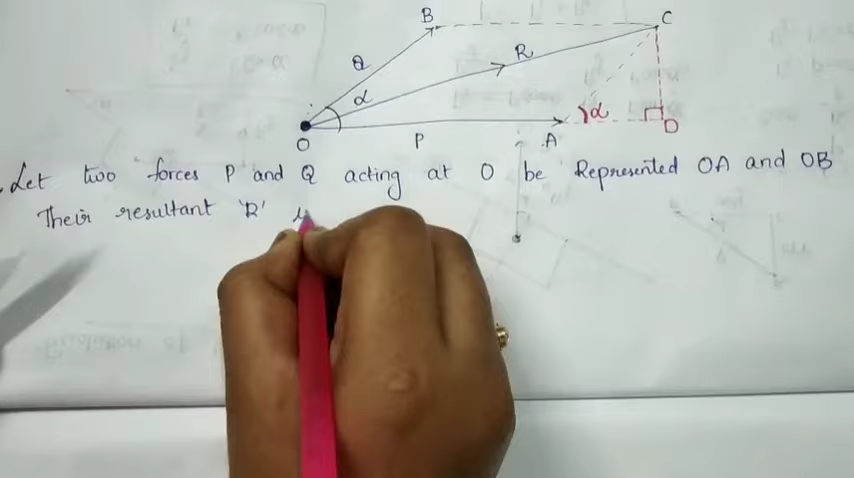 B C
Q R
α
α
O P A D
Let two forces P and Q acting at O be Represented OA and OB
Their resultant 'R'